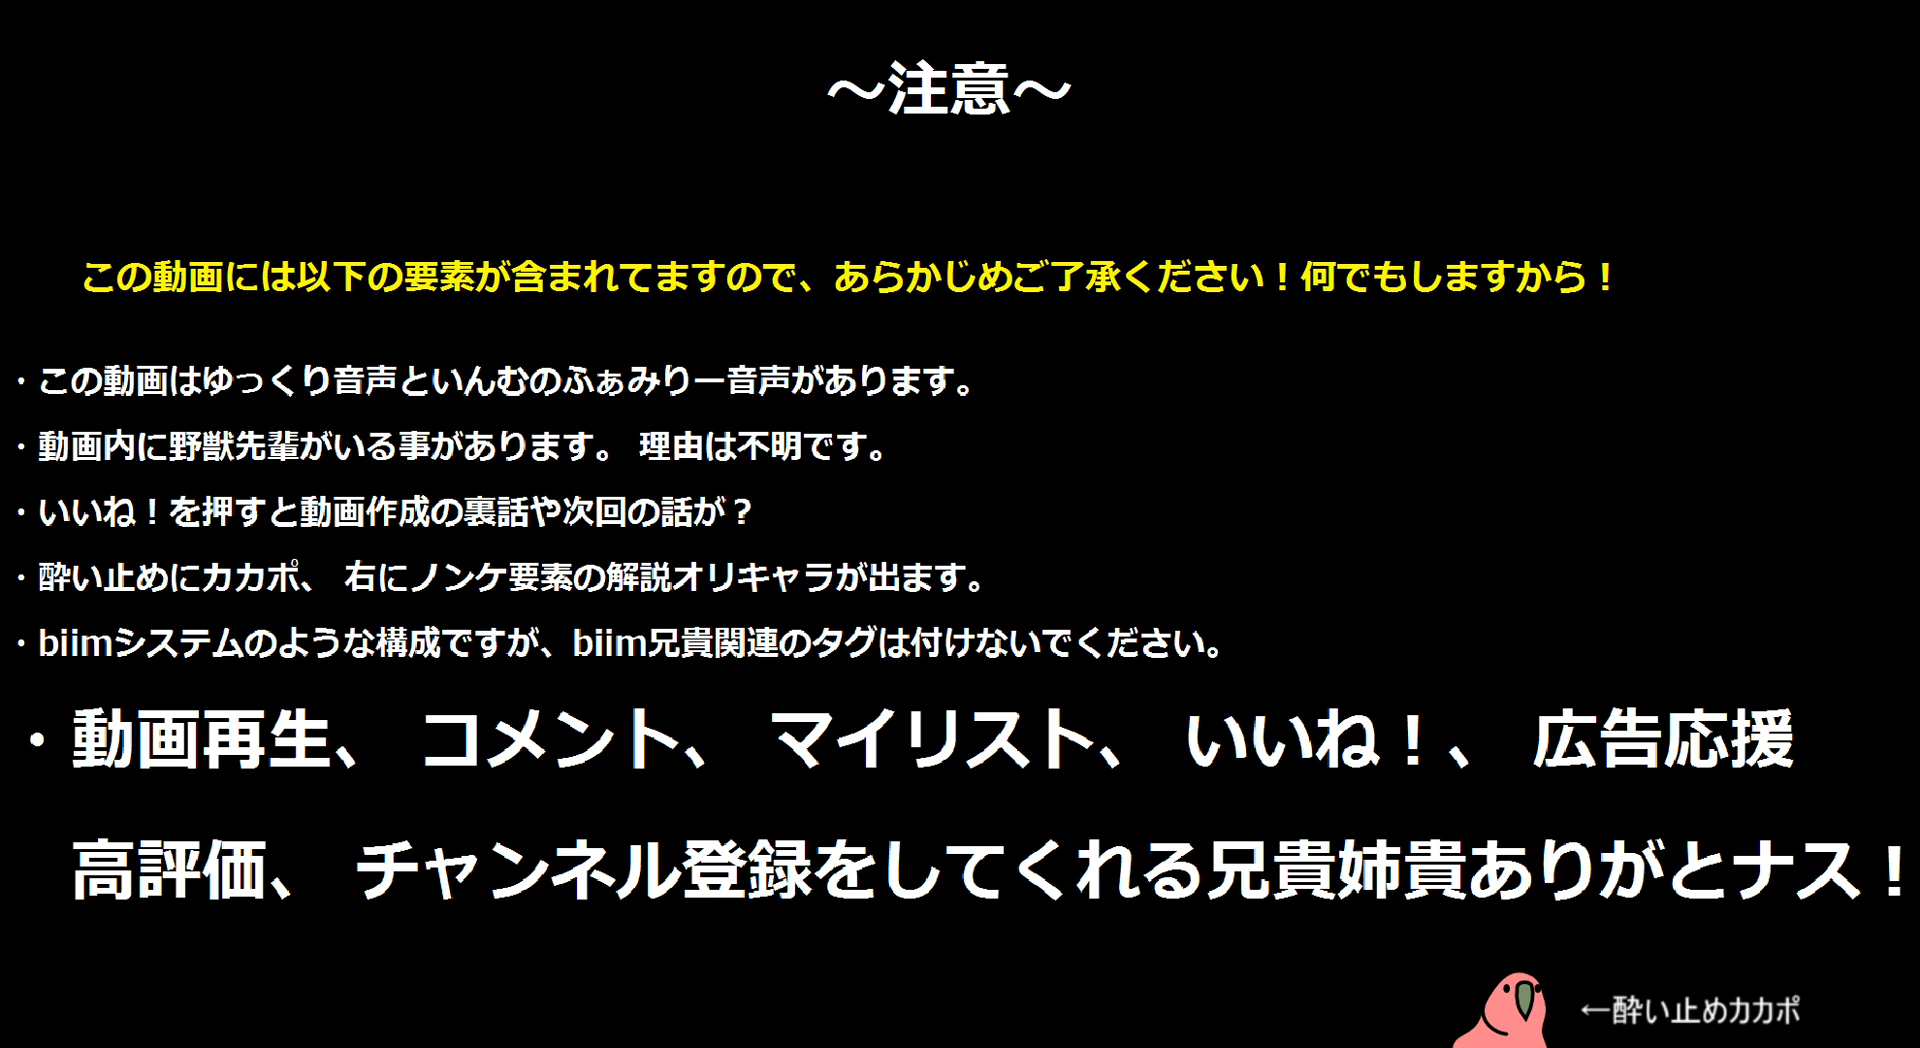 ～注意～
この動画には以下の要素が含まれてますので、あらかじめご了承ください！何でもしますから！
・この動画はゆっくり音声といんむのふぁみりー音声があります。
・動画内に野獣先輩がいる事があります。 理由は不明です。
・いいね！を押すと動画作成の裏話や次回の話が？
・酔い止めにカカポ、 右にノンケ要素の解説オリキャラが出ます。
・biimシステムのような構成ですが、biim兄貴関連のタグは付けないでください。
・動画再生、 コメント、 マイリスト、 いいね！、 広告応援
高評価、 チャンネル登録をしてくれる兄貴姉貴ありがとナス！
←酔い止めカカポ